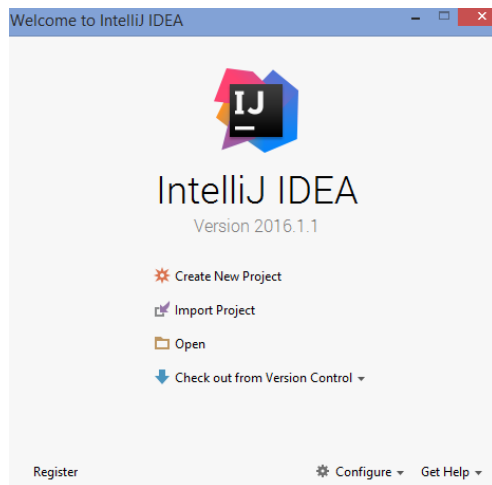 Welcome to IntelliJ IDEA
IJ
IntelliJ IDEA
Version 2016.1.1
Create New Project
Import Project
Open
Check out from Version Control
Register Configure Get Help